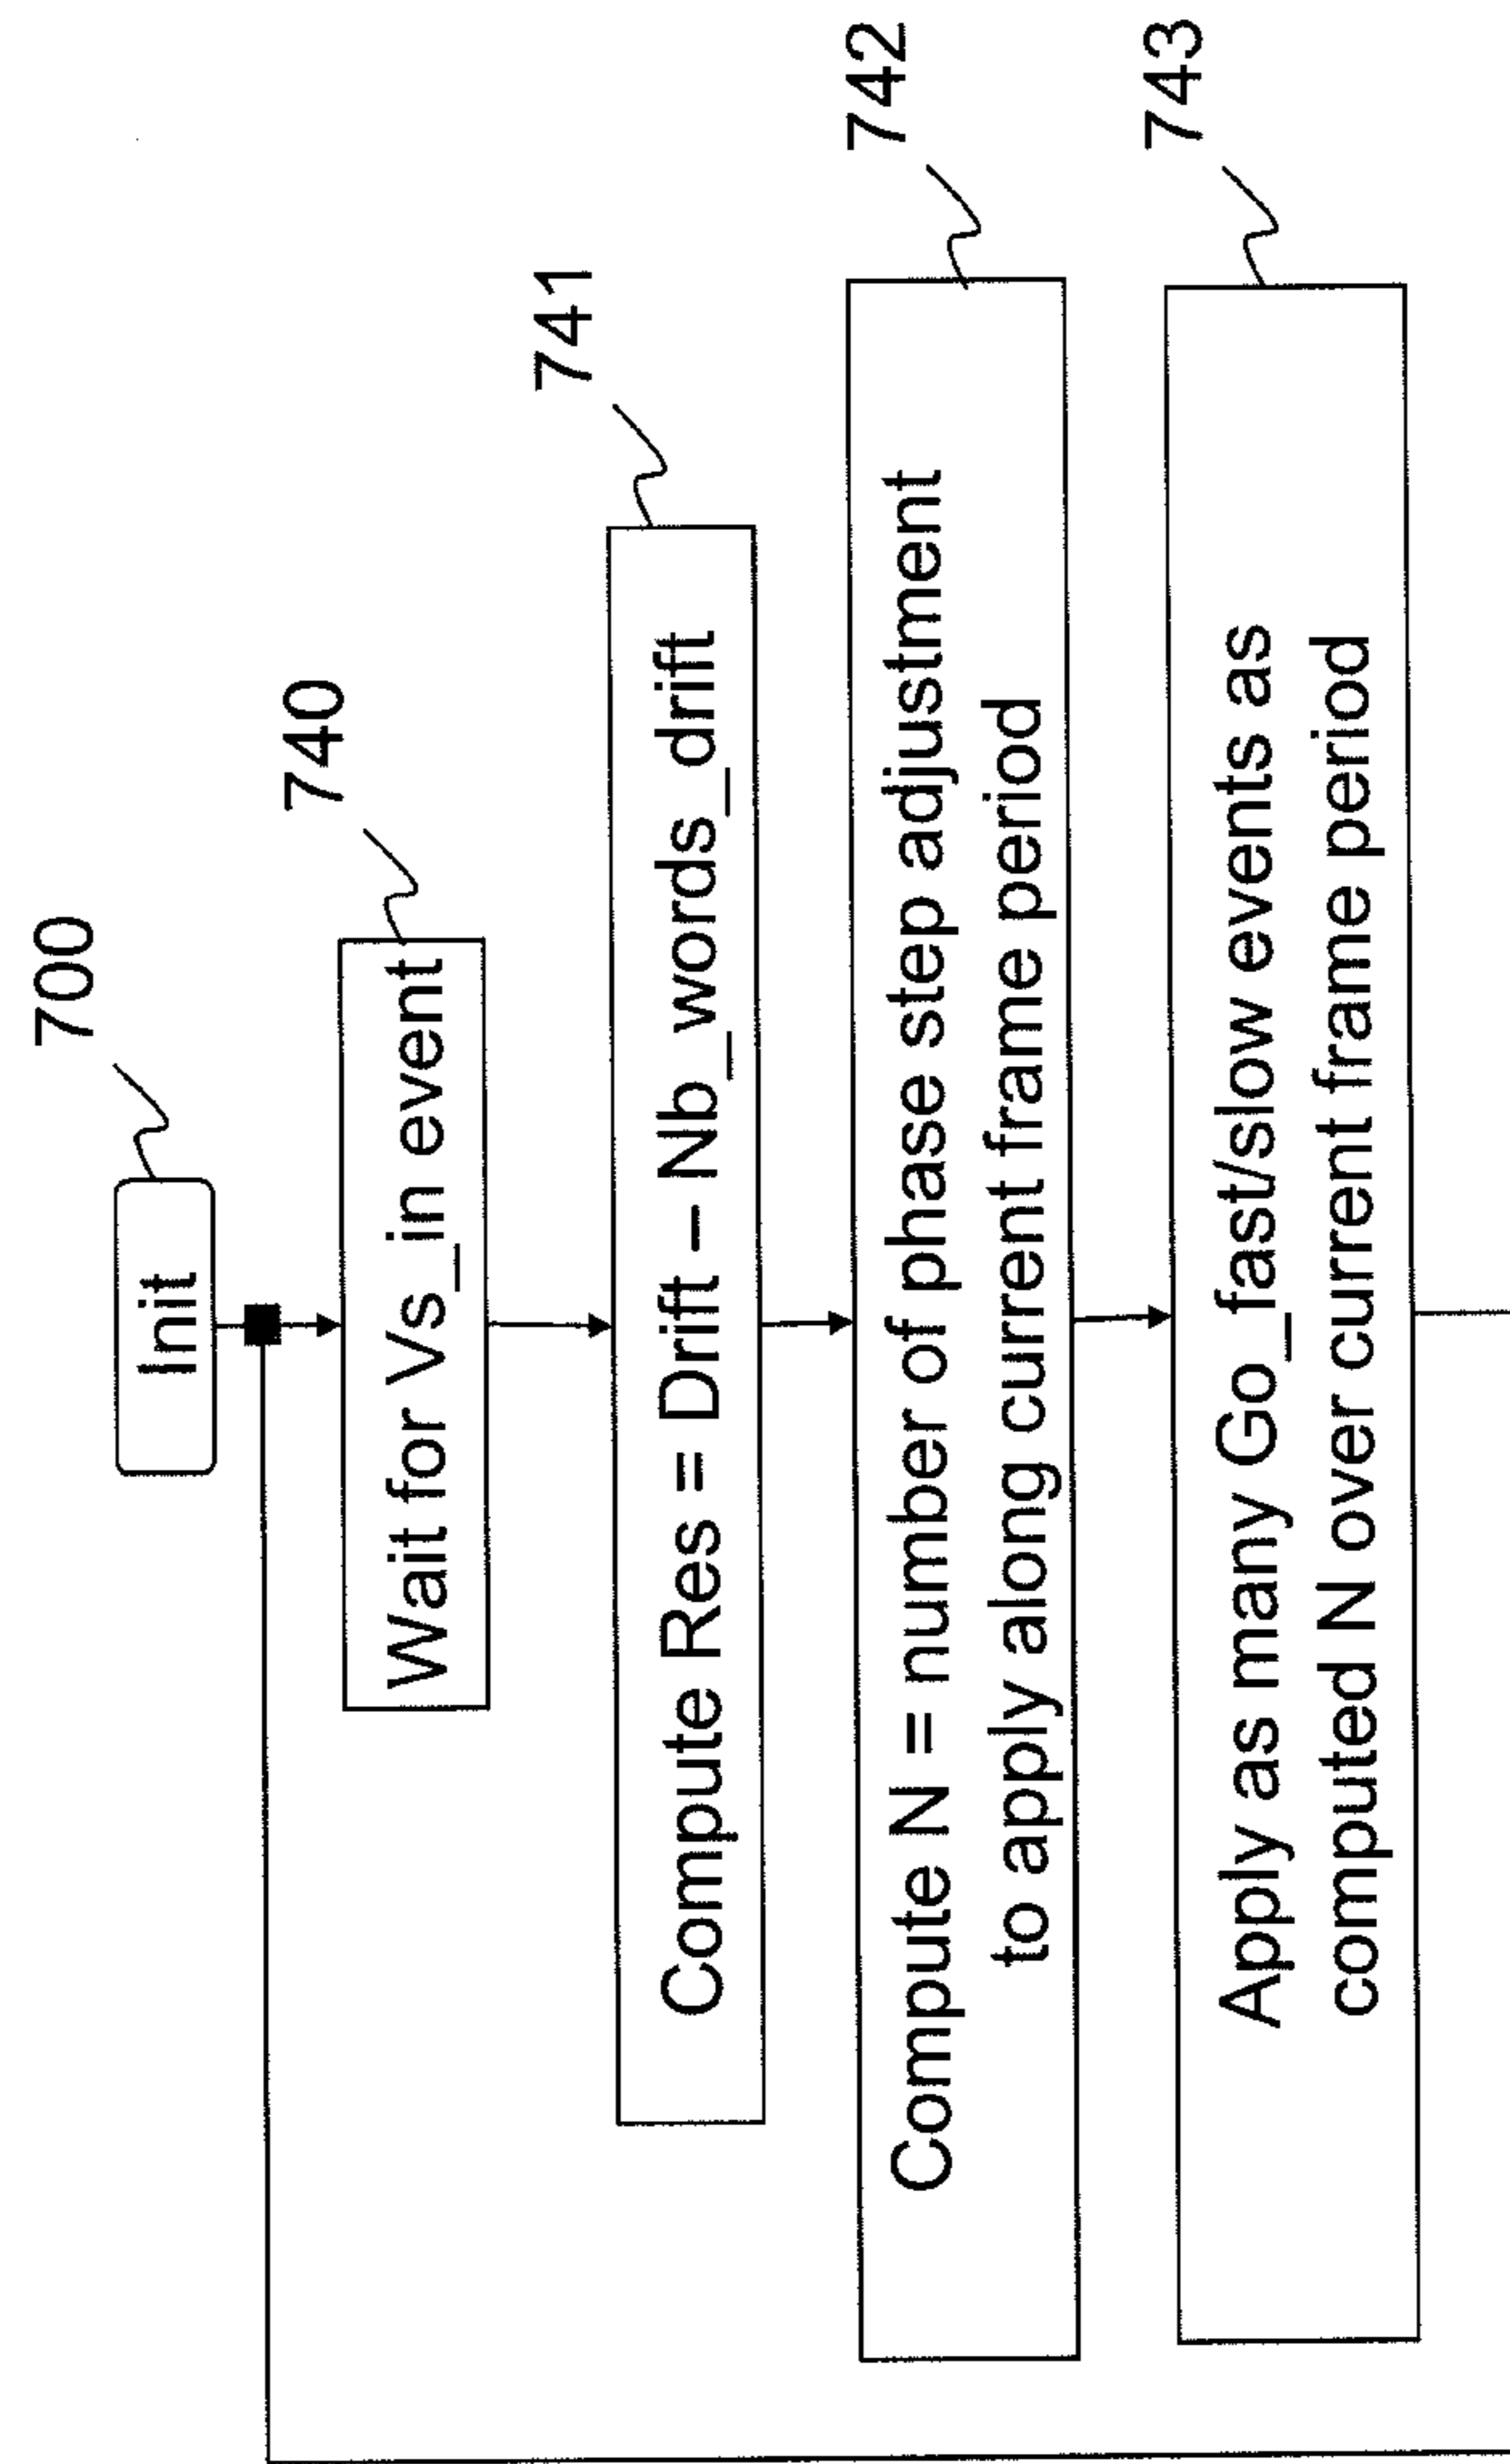 700
Init
740
Wait for Vs_in event
741
Compute Res = Drift – Nb_words_drift
742
Compute N = number of phase step adjustment
to apply along current frame period
743
Apply as many Go_fast/slow events as
computed N over current frame period